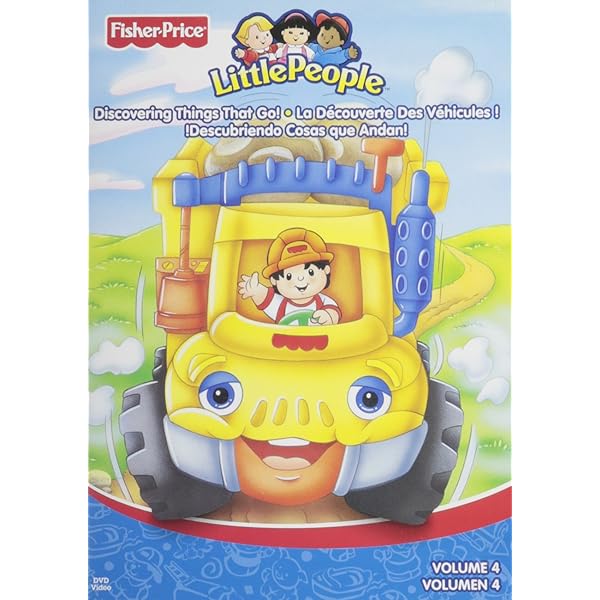 Fisher-Price
LittlePeople™
Discovering Things That Go! • La Découverte Des Véhicules !
!Descubriendo Cosas que Andan!
VOLUME 4
VOLUMEN 4
DVD
Video